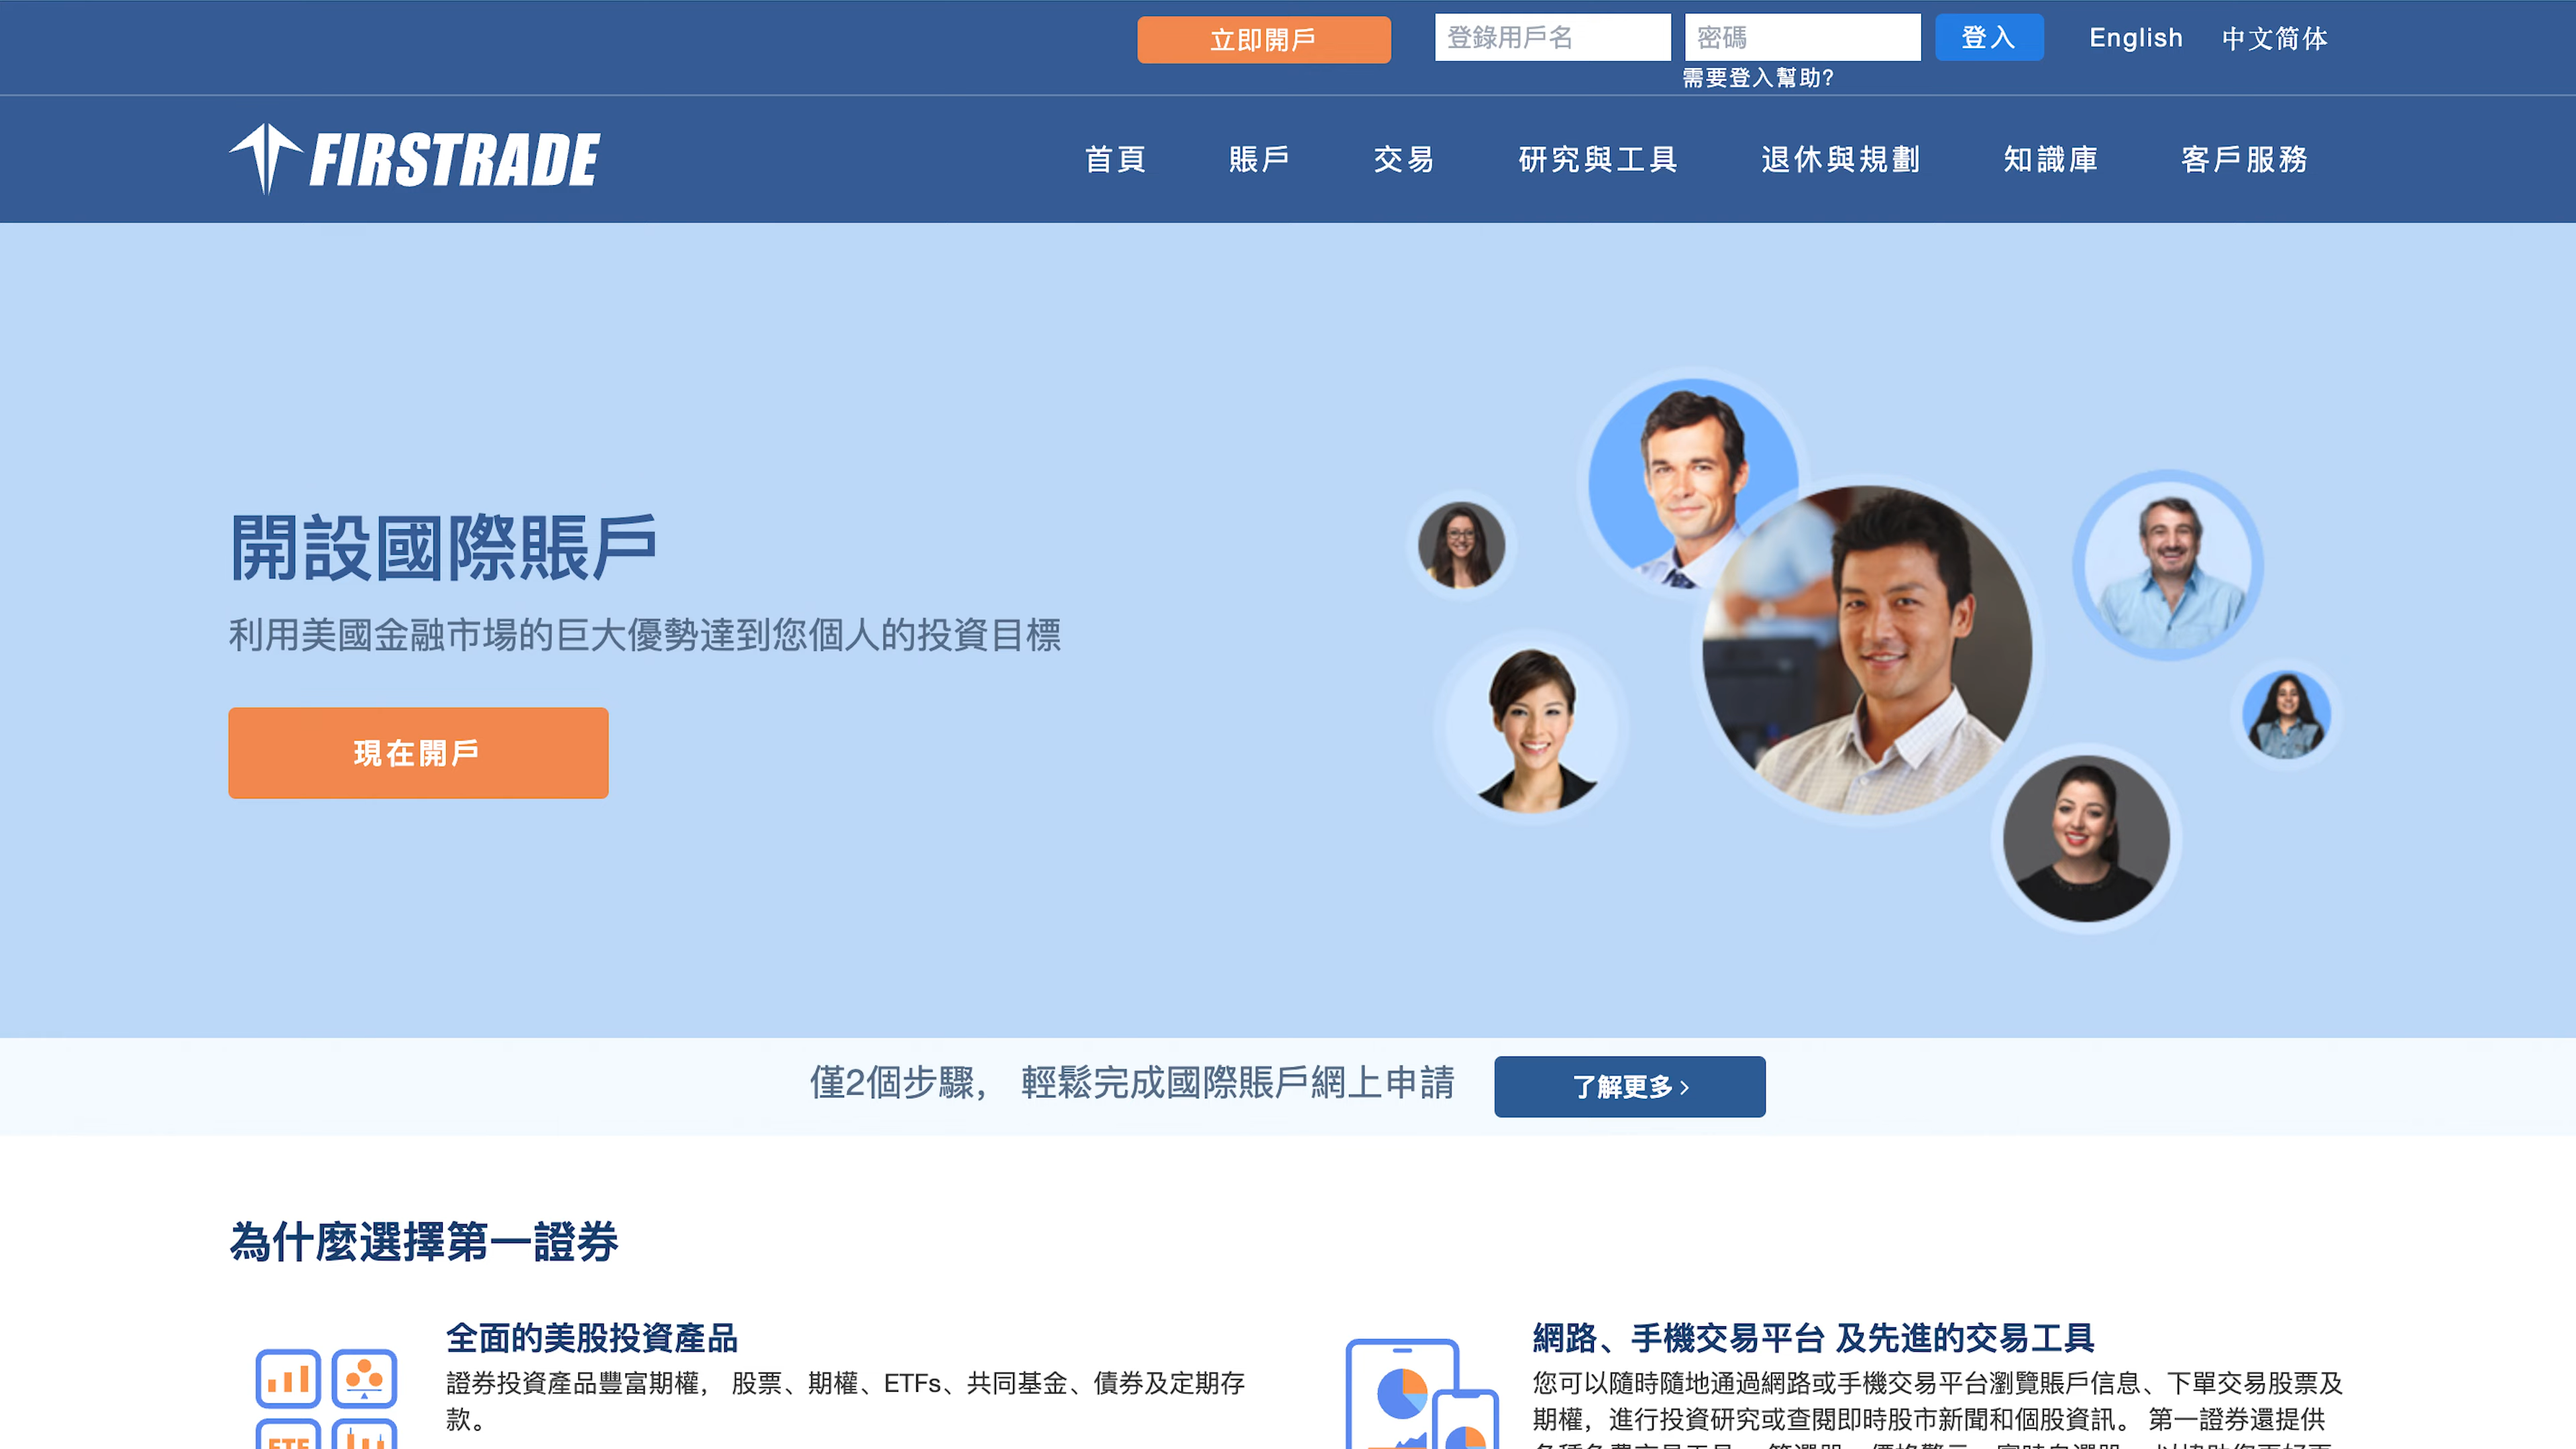 立即開戶
登錄用戶名
密碼
登入
English
中文简体
需要登入幫助?
FIRSTRADE
首頁
賬戶
交易
研究與工具
退休與規劃
知識庫
客戶服務
開設國際賬戶
利用美國金融市場的巨大優勢達到您個人的投資目標
現在開戶
僅2個步驟， 輕鬆完成國際賬戶網上申請
了解更多 ›
為什麼選擇第一證券
全面的美股投資產品
證券投資產品豐富期權， 股票、期權、ETFs、共同基金、債券及定期存
款。
ETF
網路、手機交易平台 及先進的交易工具
您可以隨時隨地通過網路或手機交易平台瀏覽賬戶信息、下單交易股票及
期權，進行投資研究或查閱即時股市新聞和個股資訊。 第一證券還提供